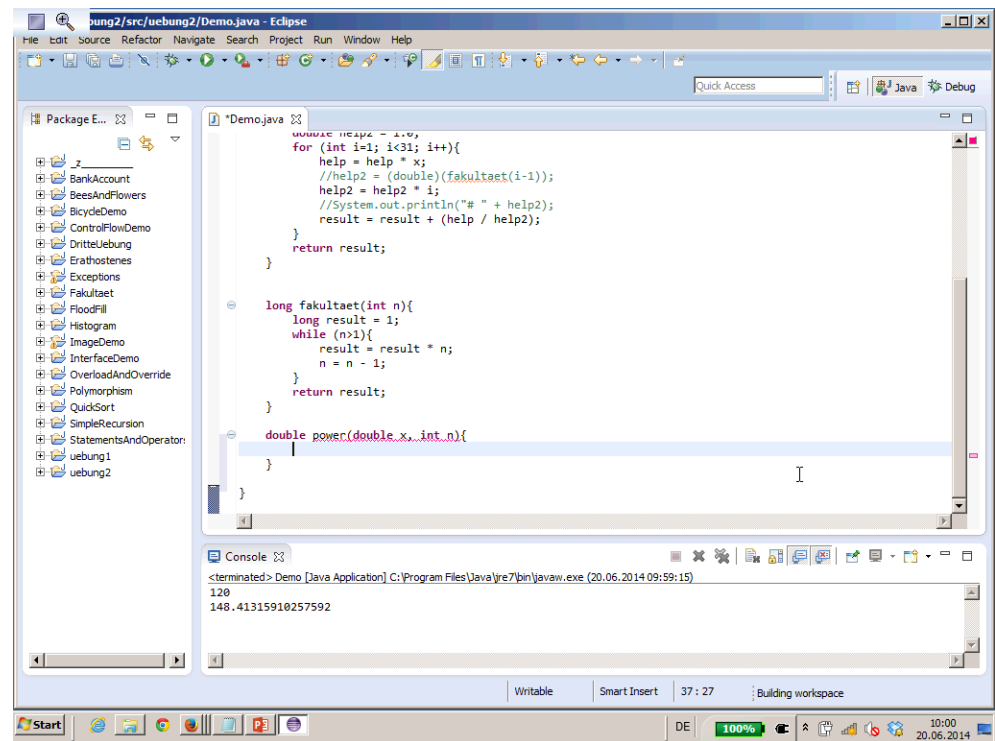 bung2/src/uebung2/Demo.java - Eclipse
File Edit Source Refactor Navigate Search Project Run Window Help
Quick Access
Java
Debug
Package E...
*Demo.java
_z________
BankAccount
BeesAndFlowers
BicycleDemo
ControlFlowDemo
DritteUebung
Erathostenes
Exceptions
Fakultaet
FloodFill
Histogram
ImageDemo
InterfaceDemo
OverloadAndOverride
Polymorphism
QuickSort
SimpleRecursion
StatementsAndOperator
uebung1
uebung2
double help2 = 1.0;
for (int i=1; i<31; i++){
help = help * x;
//help2 = (double)(fakultaet(i-1));
help2 = help2 * i;
//System.out.println("# " + help2);
result = result + (help / help2);
}
return result;
}
long fakultaet(int n){
long result = 1;
while (n>1){
result = result * n;
n = n - 1;
}
return result;
}
double power(double x, int n){
}
}
Console
<terminated> Demo [Java Application] C:\Program Files\Java\jre7\bin\javaw.exe (20.06.2014 09:59:15)
120
148.41315910257592
Writable
Smart Insert
37 : 27
Building workspace
Start
DE
100%
10:00
20.06.2014